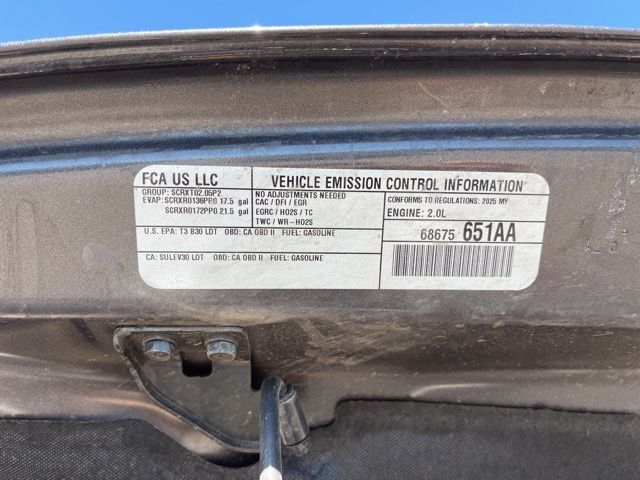 FCA US LLC
VEHICLE EMISSION CONTROL INFORMATION
GROUP: SCRXT02.05P2
EVAP: SCRXR0136PP0 17.5 gal
SCRXR0172PP0 21.5 gal
NO ADJUSTMENTS NEEDED
CAC / DFI / EGR
EGRC / HO2S / TC
TWC / WR-HO2S
CONFORMS TO REGULATIONS: 2025 MY
ENGINE: 2.0L
U.S. EPA: T3 B30 LDT OBD: CA OBD II FUEL: GASOLINE
68675 651AA
CA: SULEV30 LDT OBD: CA OBD II FUEL: GASOLINE